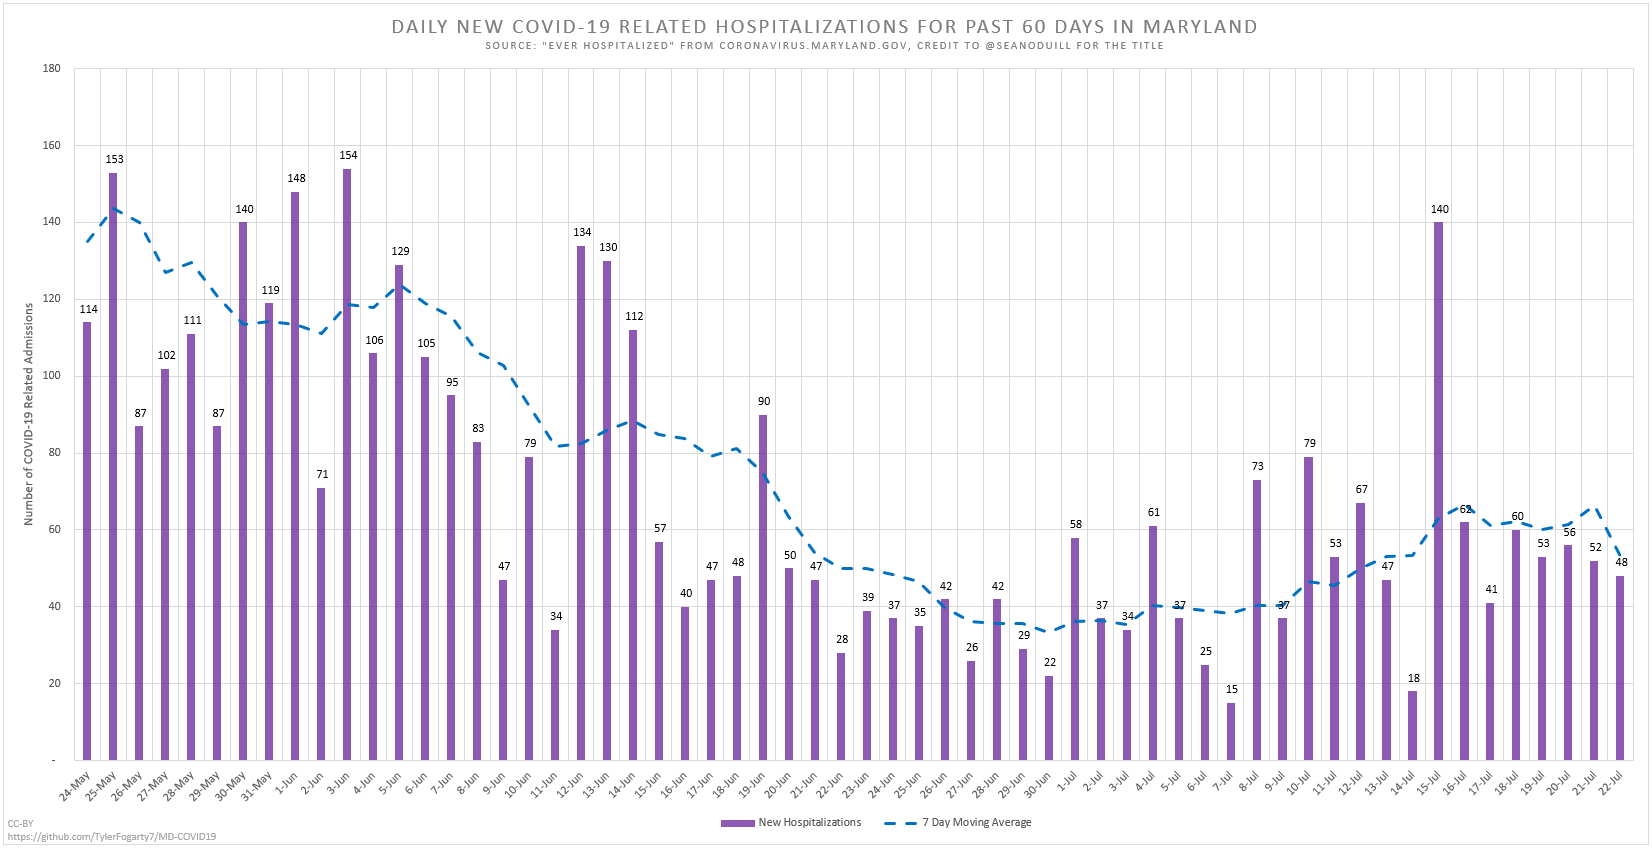 DAILY NEW COVID-19 RELATED HOSPITALIZATIONS FOR PAST 60 DAYS IN MARYLAND
SOURCE: "EVER HOSPITALIZED" FROM CORONAVIRUS.MARYLAND.GOV, CREDIT TO @SEANODUILL FOR THE TITLE
Number of COVID-19 Related Admissions
180
160
140
120
100
80
60
40
20
-
114
153
87
102
111
87
140
119
148
71
154
106
129
105
95
83
47
79
34
134
130
112
57
40
47
48
90
50
47
28
39
37
35
42
26
42
29
22
58
37
34
61
37
25
15
73
37
79
53
67
47
18
140
62
41
60
53
56
52
48
24-May
25-May
26-May
27-May
28-May
29-May
30-May
31-May
1-Jun
2-Jun
3-Jun
4-Jun
5-Jun
6-Jun
7-Jun
8-Jun
9-Jun
10-Jun
11-Jun
12-Jun
13-Jun
14-Jun
15-Jun
16-Jun
17-Jun
18-Jun
19-Jun
20-Jun
21-Jun
22-Jun
23-Jun
24-Jun
25-Jun
26-Jun
27-Jun
28-Jun
29-Jun
30-Jun
1-Jul
2-Jul
3-Jul
4-Jul
5-Jul
6-Jul
7-Jul
8-Jul
9-Jul
10-Jul
11-Jul
12-Jul
13-Jul
14-Jul
15-Jul
16-Jul
17-Jul
18-Jul
19-Jul
20-Jul
21-Jul
22-Jul
New Hospitalizations
7 Day Moving Average
CC-BY
https://github.com/TylerFogarty7/MD-COVID19